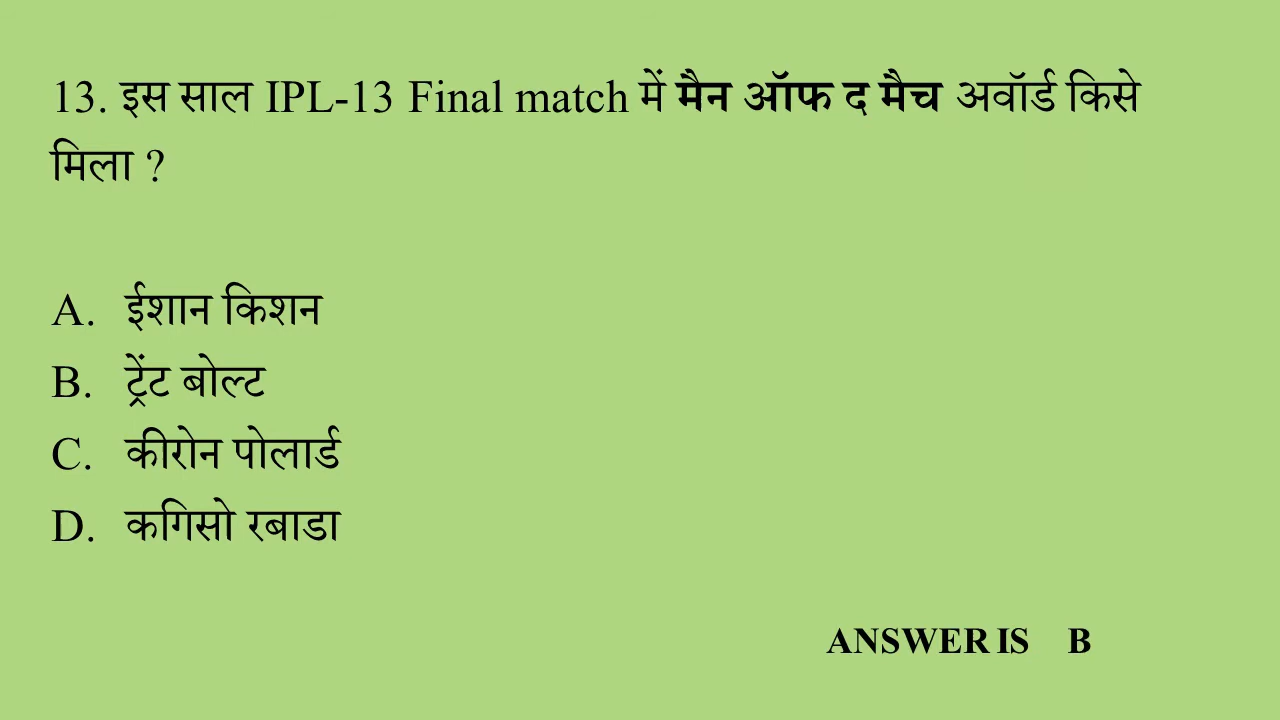 13. इस साल IPL-13 Final match में मैन ऑफ द मैच अवॉर्ड किसे
मिला ?
A. ईशान किशन
B. ट्रेंट बोल्ट
C. कीरोन पोलार्ड
D. कगिसो रबाडा
ANSWER IS B